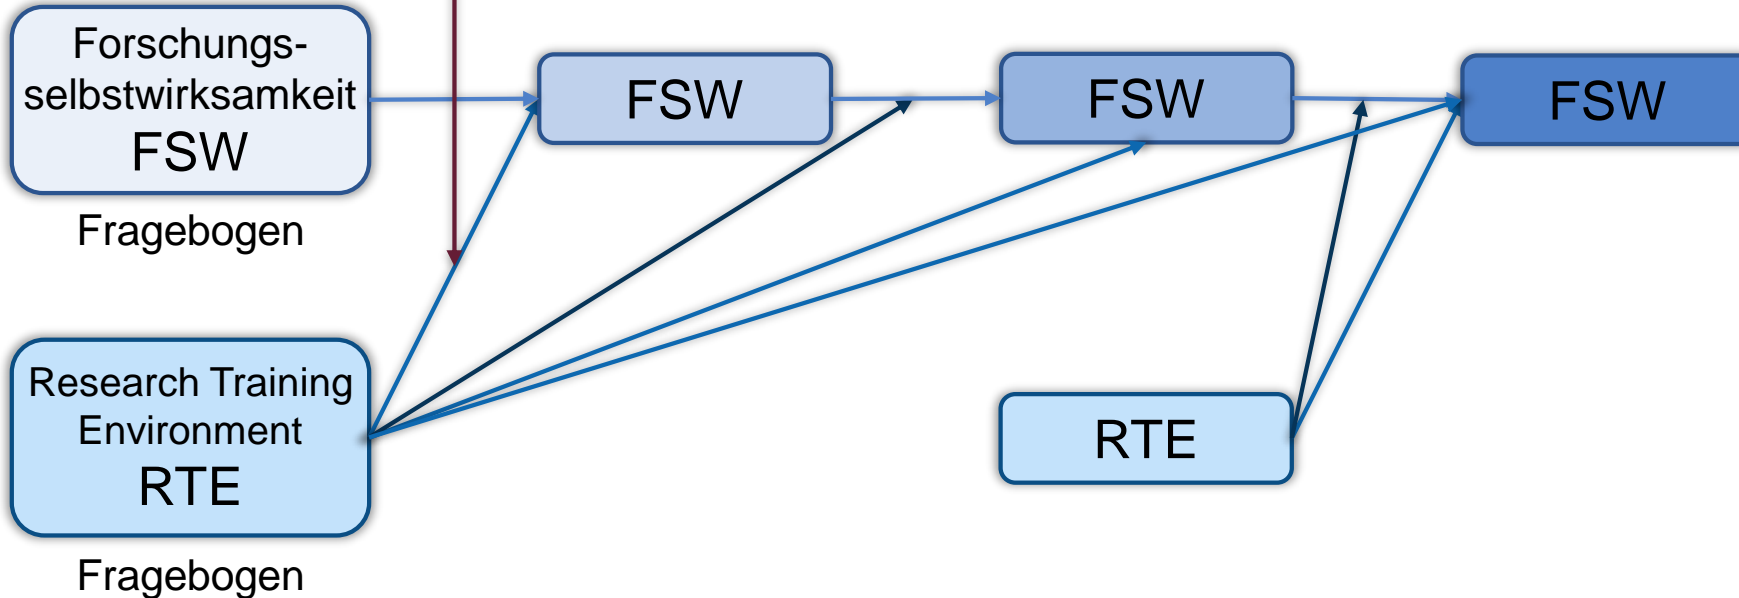 Forschungs-
selbstwirksamkeit
FSW
Fragebogen
FSW
FSW
FSW
Research Training
Environment
RTE
Fragebogen
RTE